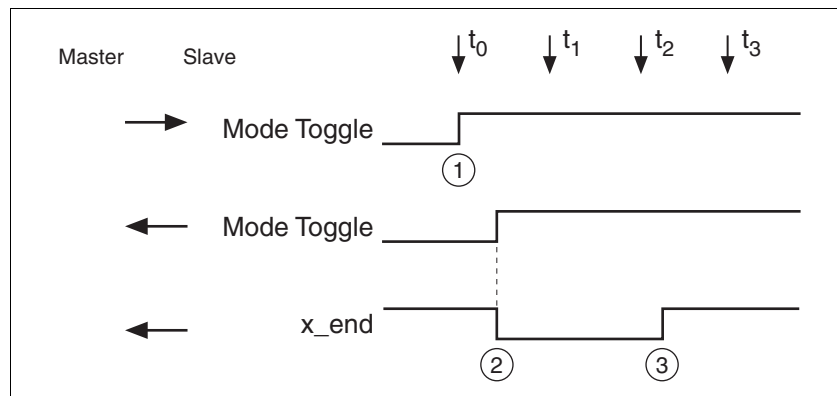 t0 t1 t2 t3
Master Slave
Mode Toggle
1
Mode Toggle
x_end
2 3